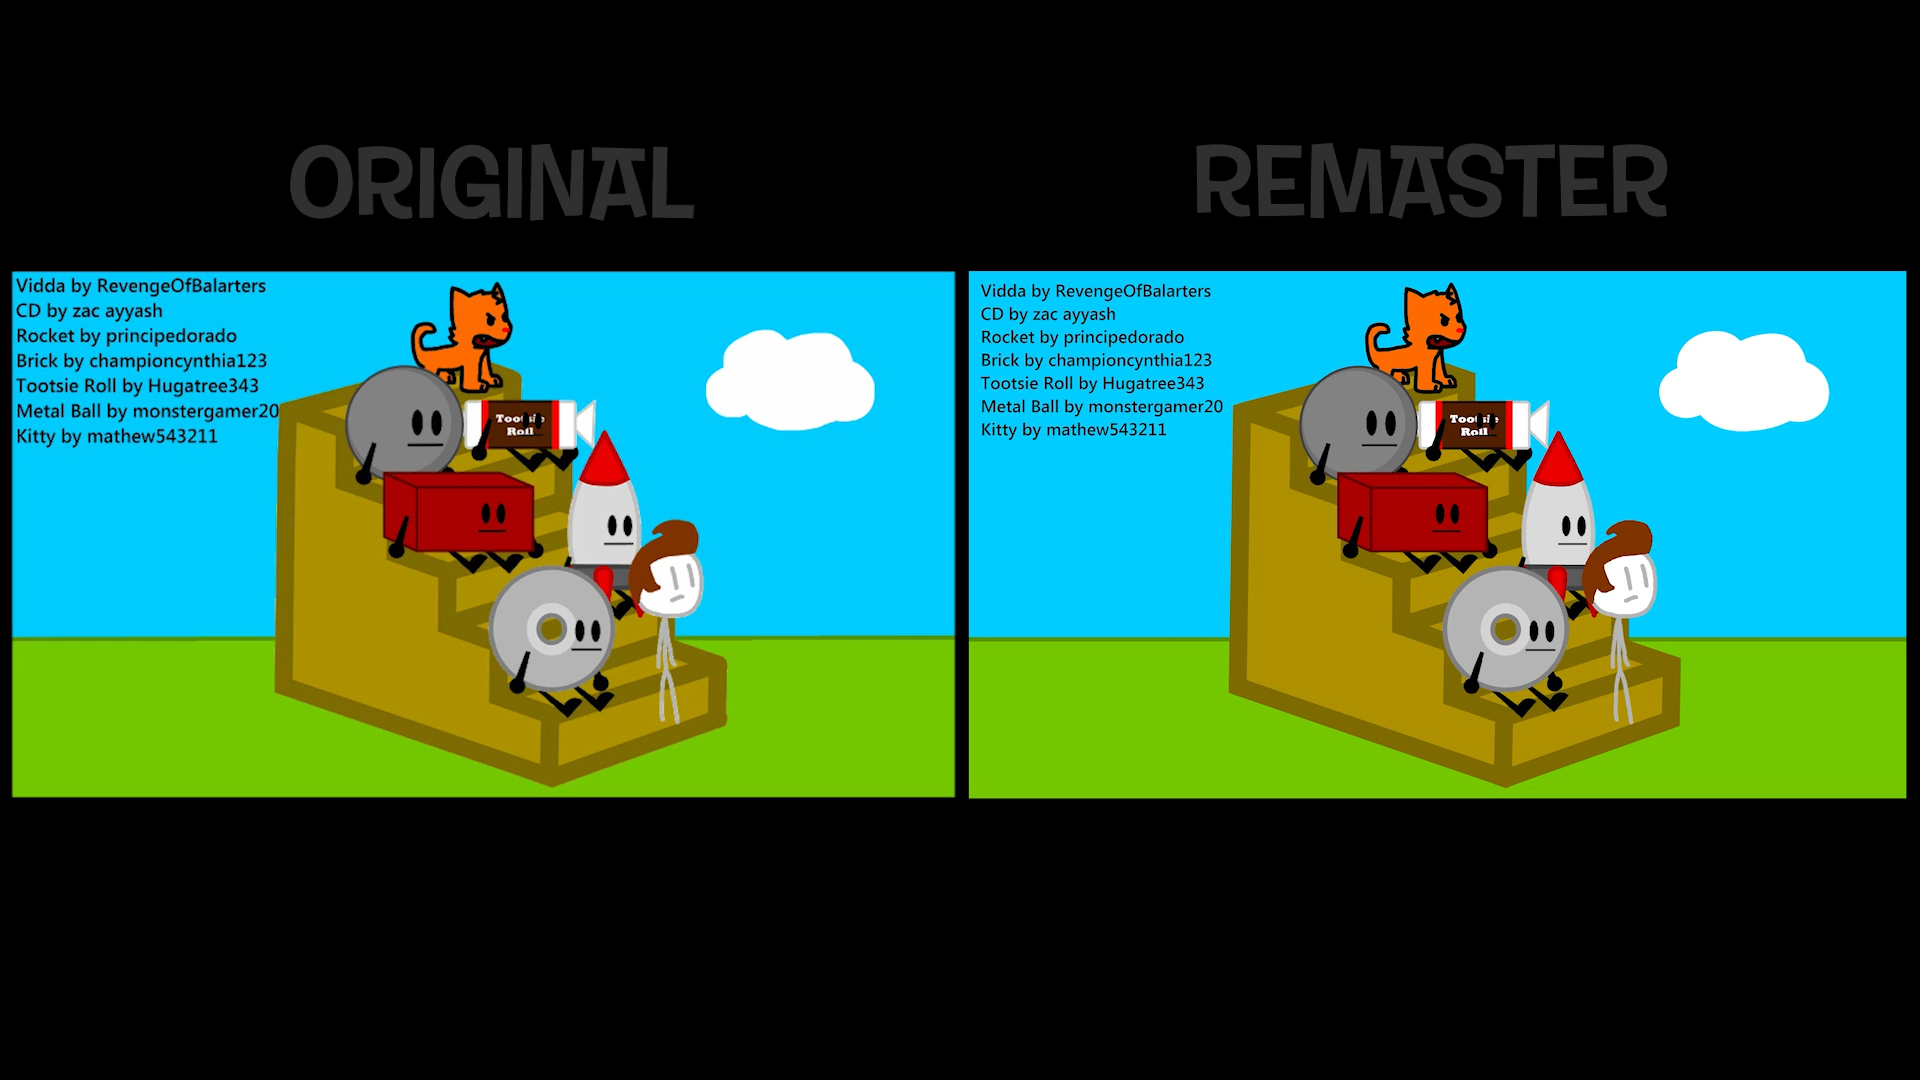 ORIGINAL
REMASTER
Vidda by RevengeOfBalarters
CD by zac ayyash
Rocket by principedorado
Brick by championcynthia123
Tootsie Roll by Hugatree343
Metal Ball by monstergamer20
Kitty by mathew543211
Tootsie
Roll
Vidda by RevengeOfBalarters
CD by zac ayyash
Rocket by principedorado
Brick by championcynthia123
Tootsie Roll by Hugatree343
Metal Ball by monstergamer20
Kitty by mathew543211
Tootsie
Roll